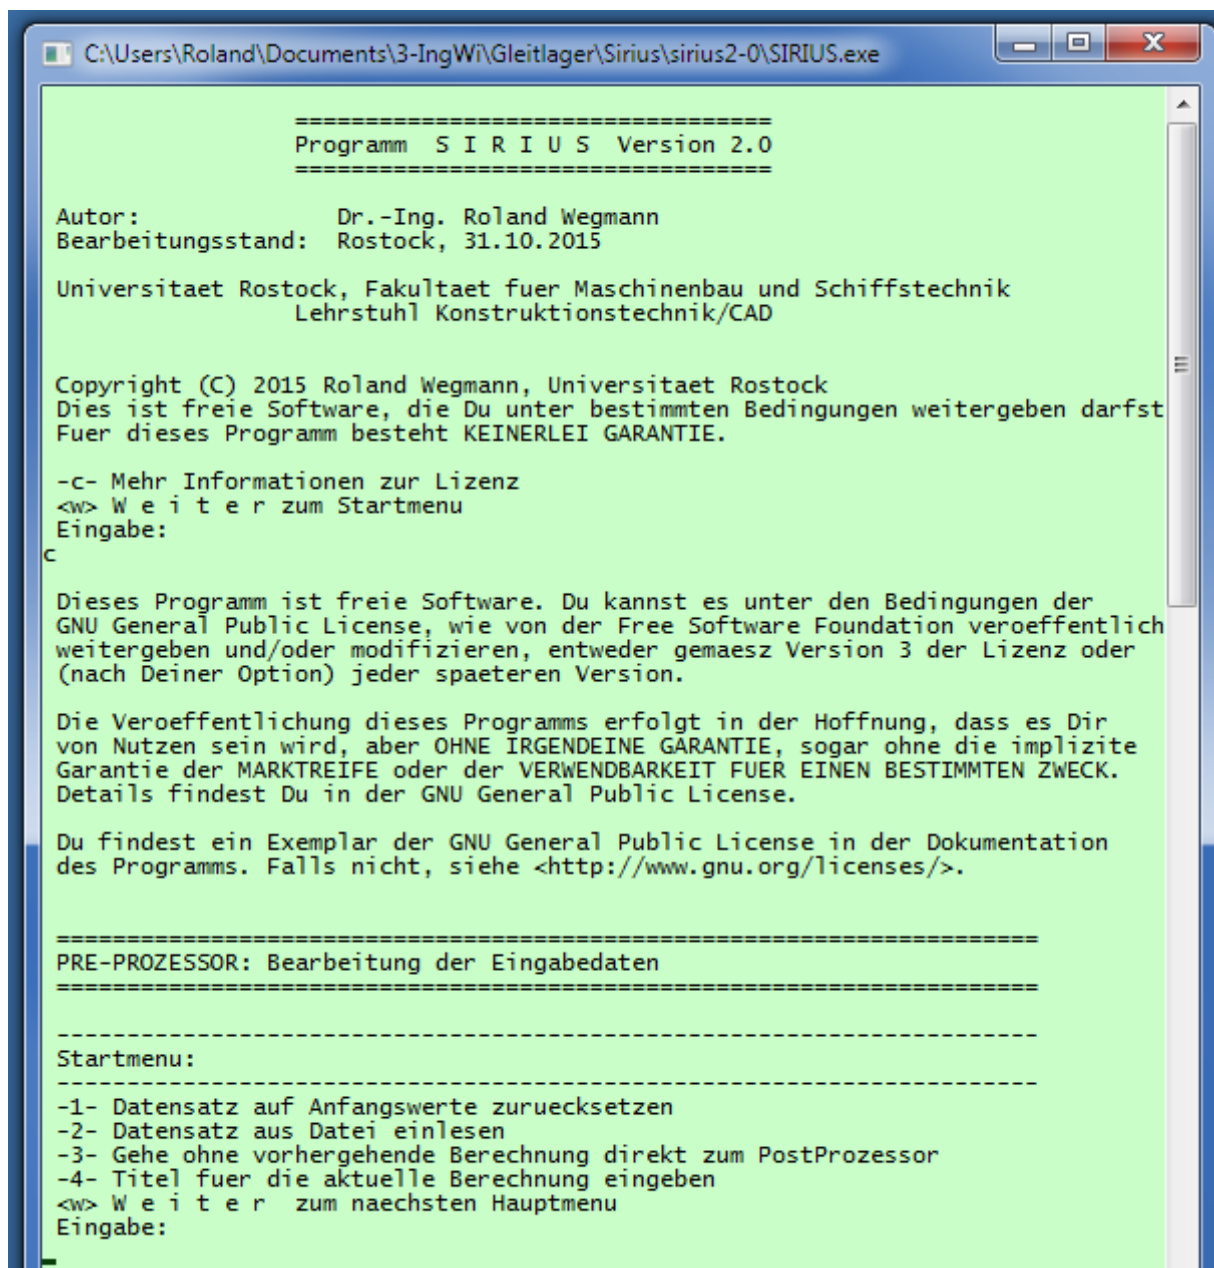 C:\Users\Roland\Documents\3-IngWi\Gleitlager\Sirius\sirius2-0\SIRIUS.exe
==================================
Programm S I R I U S Version 2.0
==================================
Autor: Dr.-Ing. Roland Wegmann
Bearbeitungsstand: Rostock, 31.10.2015
Universitaet Rostock, Fakultaet fuer Maschinenbau und Schiffstechnik
Lehrstuhl Konstruktionstechnik/CAD
Copyright (C) 2015 Roland Wegmann, Universitaet Rostock
Dies ist freie Software, die Du unter bestimmten Bedingungen weitergeben darfst
Fuer dieses Programm besteht KEINERLEI GARANTIE.
-c- Mehr Informationen zur Lizenz
<w> W e i t e r zum Startmenu
Eingabe:
c
Dieses Programm ist freie Software. Du kannst es unter den Bedingungen der
GNU General Public License, wie von der Free Software Foundation veroeffentlich
weitergeben und/oder modifizieren, entweder gemaesz Version 3 der Lizenz oder
(nach Deiner Option) jeder spaeteren Version.
Die Veroeffentlichung dieses Programms erfolgt in der Hoffnung, dass es Dir
von Nutzen sein wird, aber OHNE IRGENDEINE GARANTIE, sogar ohne die implizite
Garantie der MARKTREIFE oder der VERWENDBARKEIT FUER EINEN BESTIMMTEN ZWECK.
Details findest Du in der GNU General Public License.
Du findest ein Exemplar der GNU General Public License in der Dokumentation
des Programms. Falls nicht, siehe <http://www.gnu.org/licenses/>.
======================================================================
PRE-PROZESSOR: Bearbeitung der Eingabedaten
======================================================================
----------------------------------------------------------------------
Startmenu:
----------------------------------------------------------------------
-1- Datensatz auf Anfangswerte zuruecksetzen
-2- Datensatz aus Datei einlesen
-3- Gehe ohne vorhergehende Berechnung direkt zum PostProzessor
-4- Titel fuer die aktuelle Berechnung eingeben
<w> W e i t e r zum naechsten Hauptmenu
Eingabe: